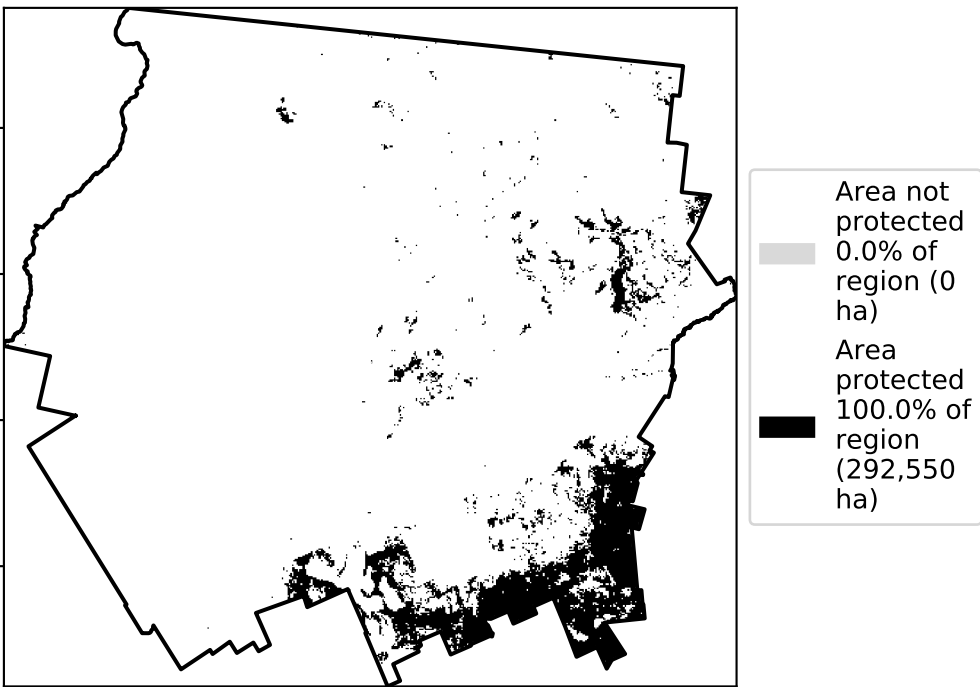 Area not
protected
0.0% of
region (0
ha)
Area
protected
100.0% of
region
(292,550
ha)